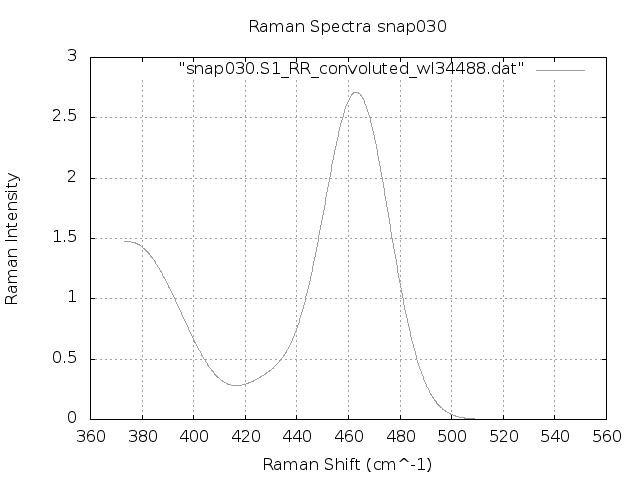 Raman Spectra snap030
"snap030.S1_RR_convoluted_wl34488.dat"
3
2.5
2
1.5
1
0.5
0
Raman Intensity
360 380 400 420 440 460 480 500 520 540 560
Raman Shift (cm^-1)